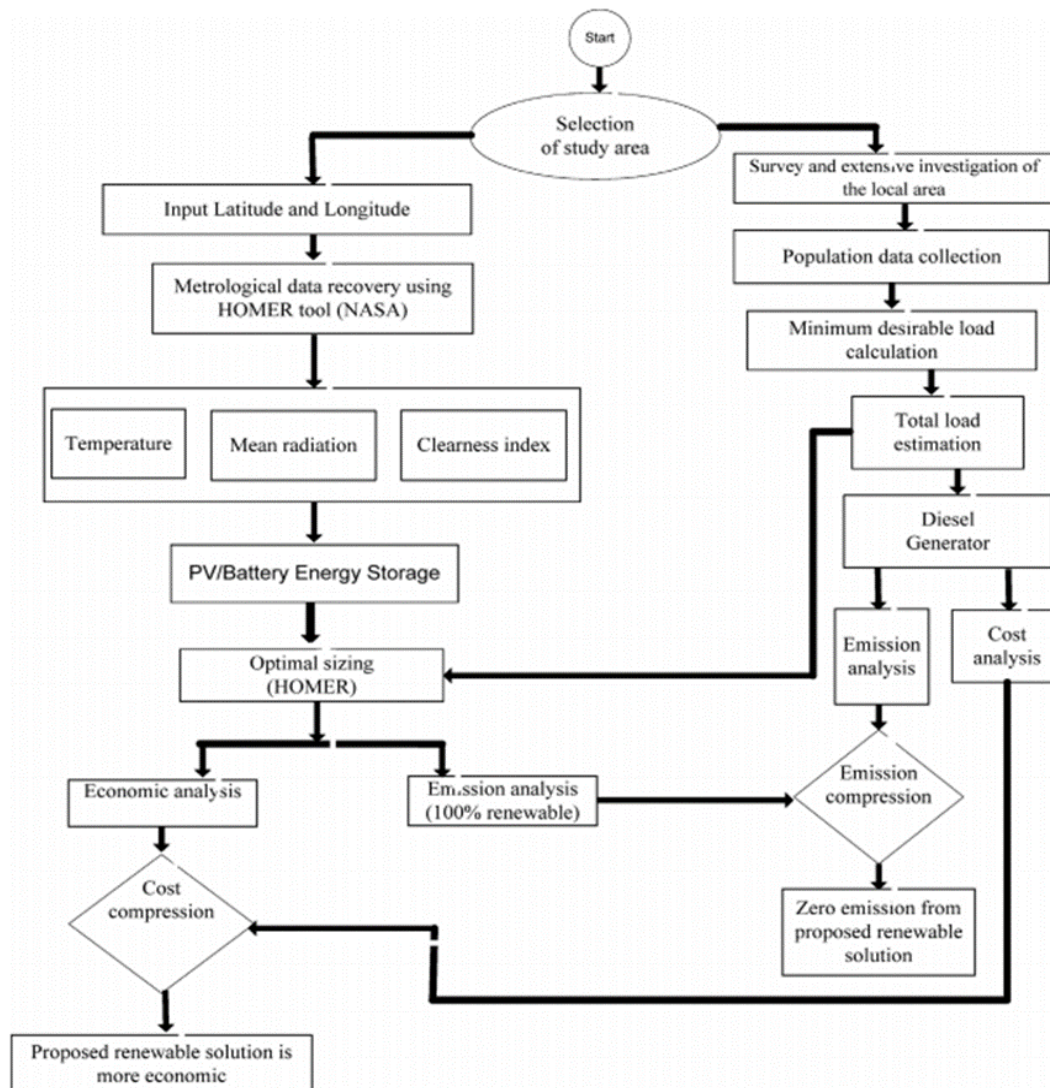 Start
Selection
of study area
Input Latitude and Longitude
Metrological data recovery using
HOMER tool (NASA)
Temperature
Mean radiation
Clearness index
PV/Battery Energy Storage
Optimal sizing
(HOMER)
Economic analysis
Emission analysis
(100% renewable)
Cost
compression
Proposed renewable solution is
more economic
Survey and extensive investigation of
the local area
Population data collection
Minimum desirable load
calculation
Total load
estimation
Diesel
Generator
Emission
analysis
Cost
analysis
Emission
compression
Zero emission from
proposed renewable
solution